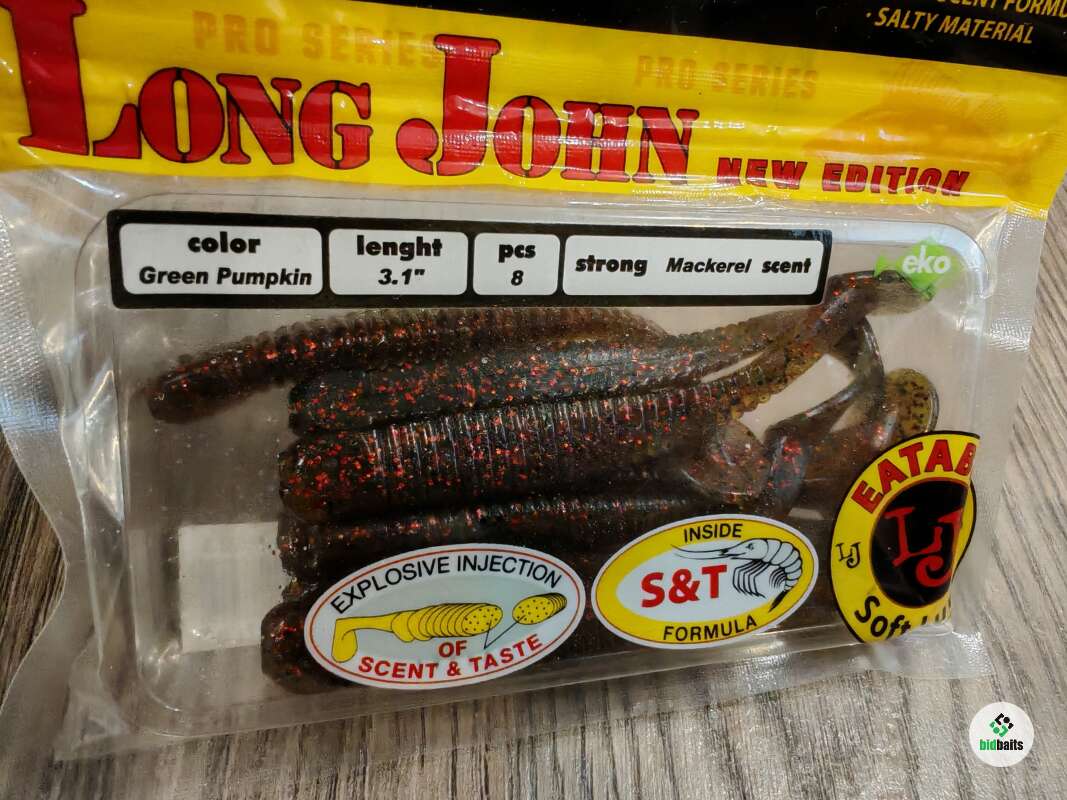 · SALTY MATERIAL
PRO SERIES
PRO SERIES
LONG JOHN
NEW EDITION
color
Green Pumpkin
lenght
3.1"
pcs
8
strong Mackerel scent
eko
EXPLOSIVE INJECTION
OF
SCENT & TASTE
INSIDE
S&T
FORMULA
LJ
LJ
Soft
bidbaits